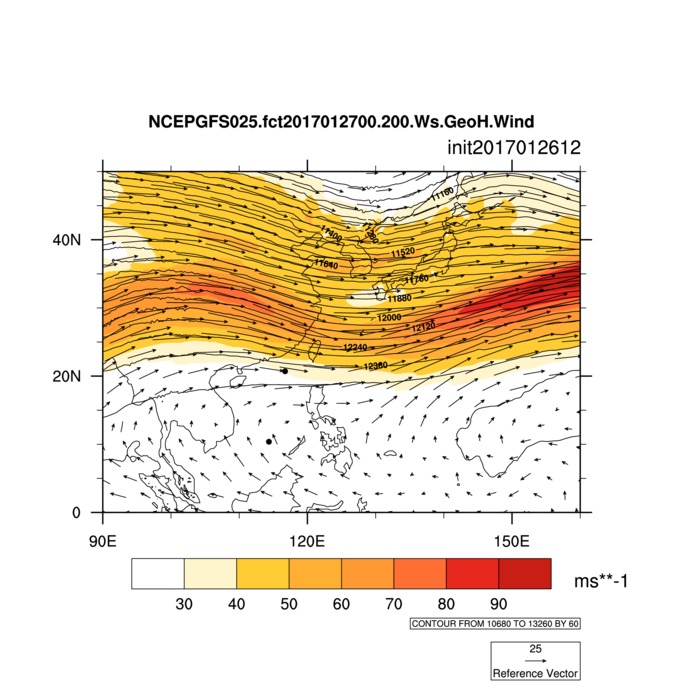 NCEPGFS025.fct2017012700.200.Ws.GeoH.Wind
init2017012612
11160
11400
11280
11520
11640
11760
11880
12000
12120
12240
12360
40N
20N
0
90E 120E 150E
30 40 50 60 70 80 90
ms**-1
CONTOUR FROM 10680 TO 13260 BY 60
25
Reference Vector